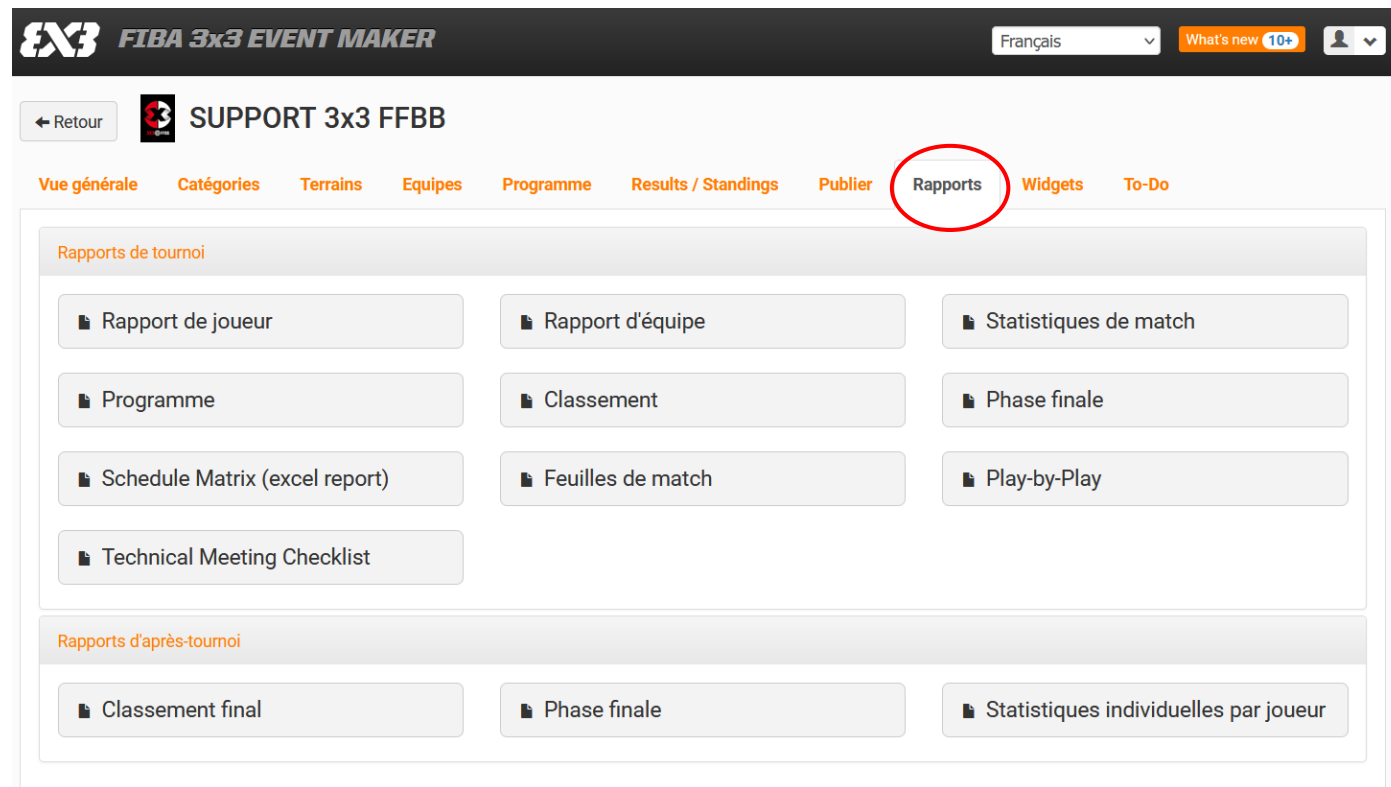 3X3 FIBA 3x3 EVENT MAKER Français What's new 10+
Retour SUPPORT 3x3 FFBB
Vue générale Catégories Terrains Equipes Programme Results / Standings Publier Rapports Widgets To-Do
Rapports de tournoi
Rapport de joueur Rapport d'équipe Statistiques de match
Programme Classement Phase finale
Schedule Matrix (excel report) Feuilles de match Play-by-Play
Technical Meeting Checklist
Rapports d'après-tournoi
Classement final Phase finale Statistiques individuelles par joueur